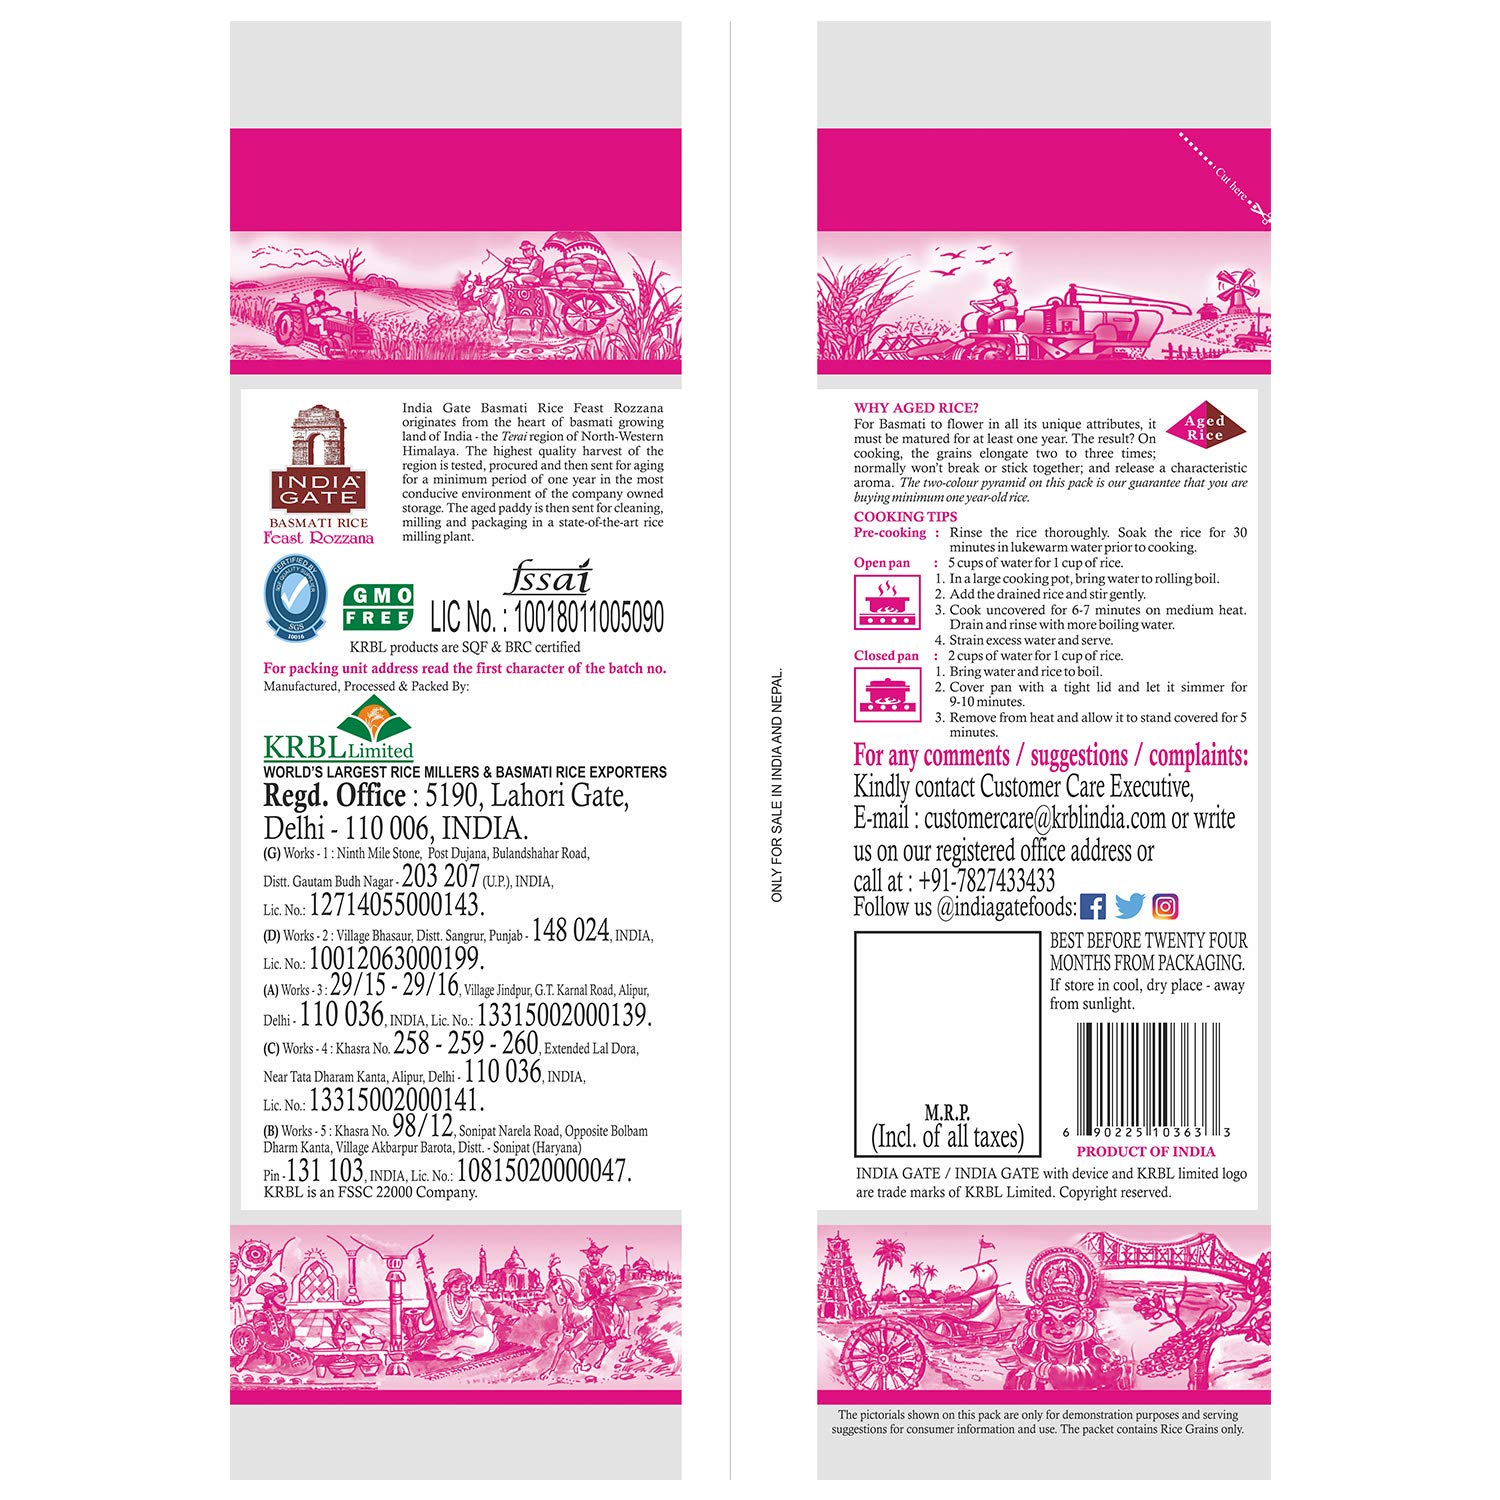 INDIA
GATE
BASMATI RICE
Feast Rozzana
India Gate Basmati Rice Feast Rozzana
originates from the heart of basmati growing
land of India - the Terai region of North-Western
Himalaya. The highest quality harvest of the
region is tested, procured and then sent for aging
for a minimum period of one year in the most
conducive environment of the company owned
storage. The aged paddy is then sent for cleaning,
milling and packaging in a state-of-the-art rice
milling plant.
CERTIFIED BY
SQF QUALITY SUPPLIER
SGS
10016
GMO
FREE
fssai
LIC No. : 10018011005090
KRBL products are SQF & BRC certified
For packing unit address read the first character of the batch no.
Manufactured, Processed & Packed By:
KRBL Limited
WORLD'S LARGEST RICE MILLERS & BASMATI RICE EXPORTERS
Regd. Office : 5190, Lahori Gate,
Delhi - 110 006, INDIA.
(G) Works - 1 : Ninth Mile Stone, Post Dujana, Bulandshahar Road,
Distt. Gautam Budh Nagar - 203 207 (U.P.), INDIA,
Lic. No.: 12714055000143.
(D) Works - 2 : Village Bhasaur, Distt. Sangrur, Punjab - 148 024, INDIA,
Lic. No.: 10012063000199.
(A) Works - 3 : 29/15 - 29/16, Village Jindpur, G.T. Karnal Road, Alipur,
Delhi - 110 036, INDIA, Lic. No.: 13315002000139.
(C) Works - 4 : Khasra No. 258 - 259 - 260, Extended Lal Dora,
Near Tata Dharam Kanta, Alipur, Delhi - 110 036, INDIA,
Lic. No.: 13315002000141.
(B) Works - 5 : Khasra No. 98/12, Sonipat Narela Road, Opposite Bolbam
Dharm Kanta, Village Akbarpur Barota, Distt. - Sonipat (Haryana)
Pin - 131 103, INDIA, Lic. No.: 10815020000047.
KRBL is an FSSC 22000 Company.
ONLY FOR SALE IN INDIA AND NEPAL.
Cut here
WHY AGED RICE?
Aged
Rice
For Basmati to flower in all its unique attributes, it
must be matured for at least one year. The result? On
cooking, the grains elongate two to three times;
normally won't break or stick together; and release a characteristic
aroma. The two-colour pyramid on this pack is our guarantee that you are
buying minimum one year-old rice.
COOKING TIPS
Pre-cooking : Rinse the rice thoroughly. Soak the rice for 30
minutes in lukewarm water prior to cooking.
Open pan : 5 cups of water for 1 cup of rice.
1. In a large cooking pot, bring water to rolling boil.
2. Add the drained rice and stir gently.
3. Cook uncovered for 6-7 minutes on medium heat.
Drain and rinse with more boiling water.
4. Strain excess water and serve.
Closed pan : 2 cups of water for 1 cup of rice.
1. Bring water and rice to boil.
2. Cover pan with a tight lid and let it simmer for
9-10 minutes.
3. Remove from heat and allow it to stand covered for 5
minutes.
For any comments / suggestions / complaints:
Kindly contact Customer Care Executive,
E-mail : customercare@krblindia.com or write
us on our registered office address or
call at : +91-7827433433
Follow us @indiagatefoods:
M.R.P.
(Incl. of all taxes)
BEST BEFORE TWENTY FOUR
MONTHS FROM PACKAGING.
If store in cool, dry place - away
from sunlight.
6 90225 10363 3
PRODUCT OF INDIA
INDIA GATE / INDIA GATE with device and KRBL limited logo
are trade marks of KRBL Limited. Copyright reserved.
The pictorials shown on this pack are only for demonstration purposes and serving
suggestions for consumer information and use. The packet contains Rice Grains only.